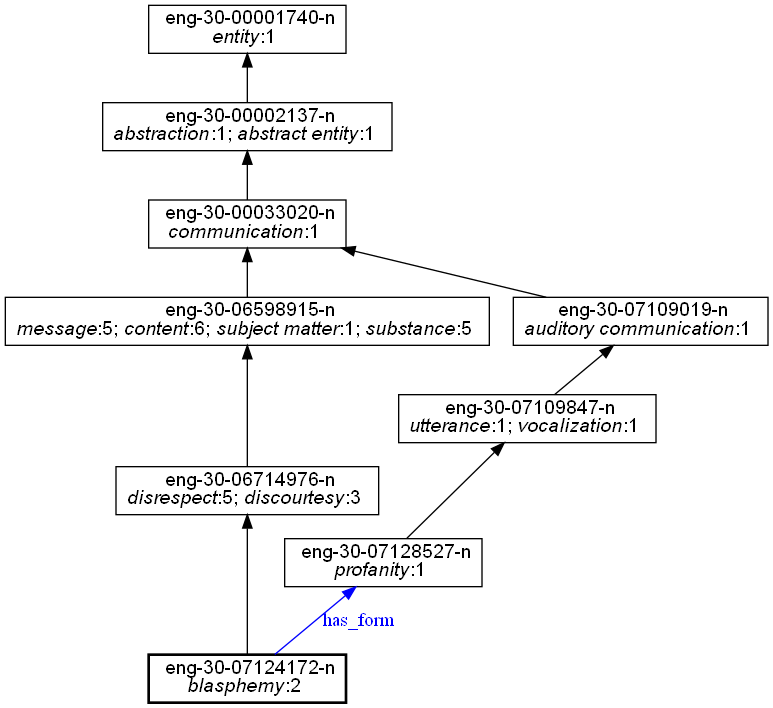 eng-30-00001740-n
entity:1
eng-30-00002137-n
abstraction:1; abstract entity:1
eng-30-00033020-n
communication:1
eng-30-06598915-n
message:5; content:6; subject matter:1; substance:5
eng-30-07109019-n
auditory communication:1
eng-30-07109847-n
utterance:1; vocalization:1
eng-30-06714976-n
disrespect:5; discourtesy:3
eng-30-07128527-n
profanity:1
has_form
eng-30-07124172-n
blasphemy:2